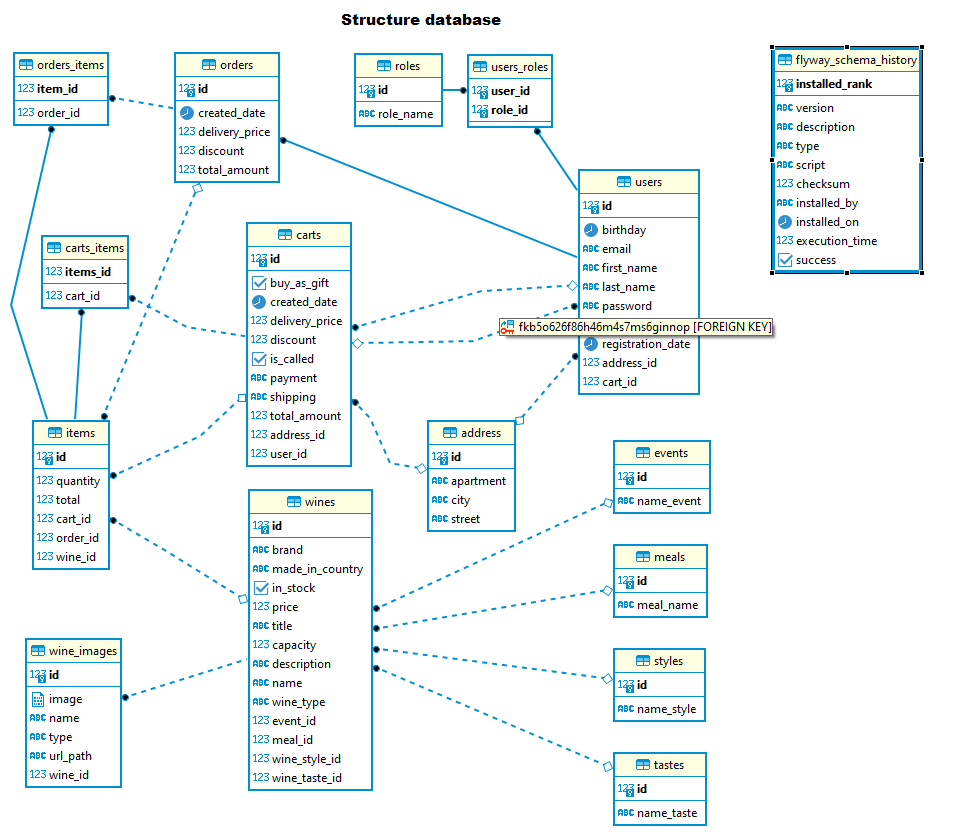 Structure database
orders_items
123 item_id
123 order_id
orders
123 id
created_date
123 delivery_price
123 discount
123 total_amount
roles
123 id
ABC role_name
users_roles
123 user_id
123 role_id
flyway_schema_history
123 installed_rank
ABC version
ABC description
ABC type
ABC script
123 checksum
ABC installed_by
installed_on
123 execution_time
success
users
123 id
birthday
ABC email
ABC first_name
ABC last_name
ABC password
fkb5o626f86h46m4s7ms6ginnop [FOREIGN KEY]
registration_date
123 address_id
123 cart_id
carts_items
123 items_id
123 cart_id
carts
123 id
buy_as_gift
created_date
123 delivery_price
123 discount
is_called
ABC payment
ABC shipping
123 total_amount
123 address_id
123 user_id
items
123 id
123 quantity
123 total
123 cart_id
123 order_id
123 wine_id
address
123 id
ABC apartment
ABC city
ABC street
events
123 id
ABC name_event
wines
123 id
ABC brand
ABC made_in_country
in_stock
123 price
ABC title
123 capacity
ABC description
ABC name
ABC wine_type
123 event_id
123 meal_id
123 wine_style_id
123 wine_taste_id
meals
123 id
ABC meal_name
wine_images
123 id
image
ABC name
ABC type
ABC url_path
123 wine_id
styles
123 id
ABC name_style
tastes
123 id
ABC name_taste